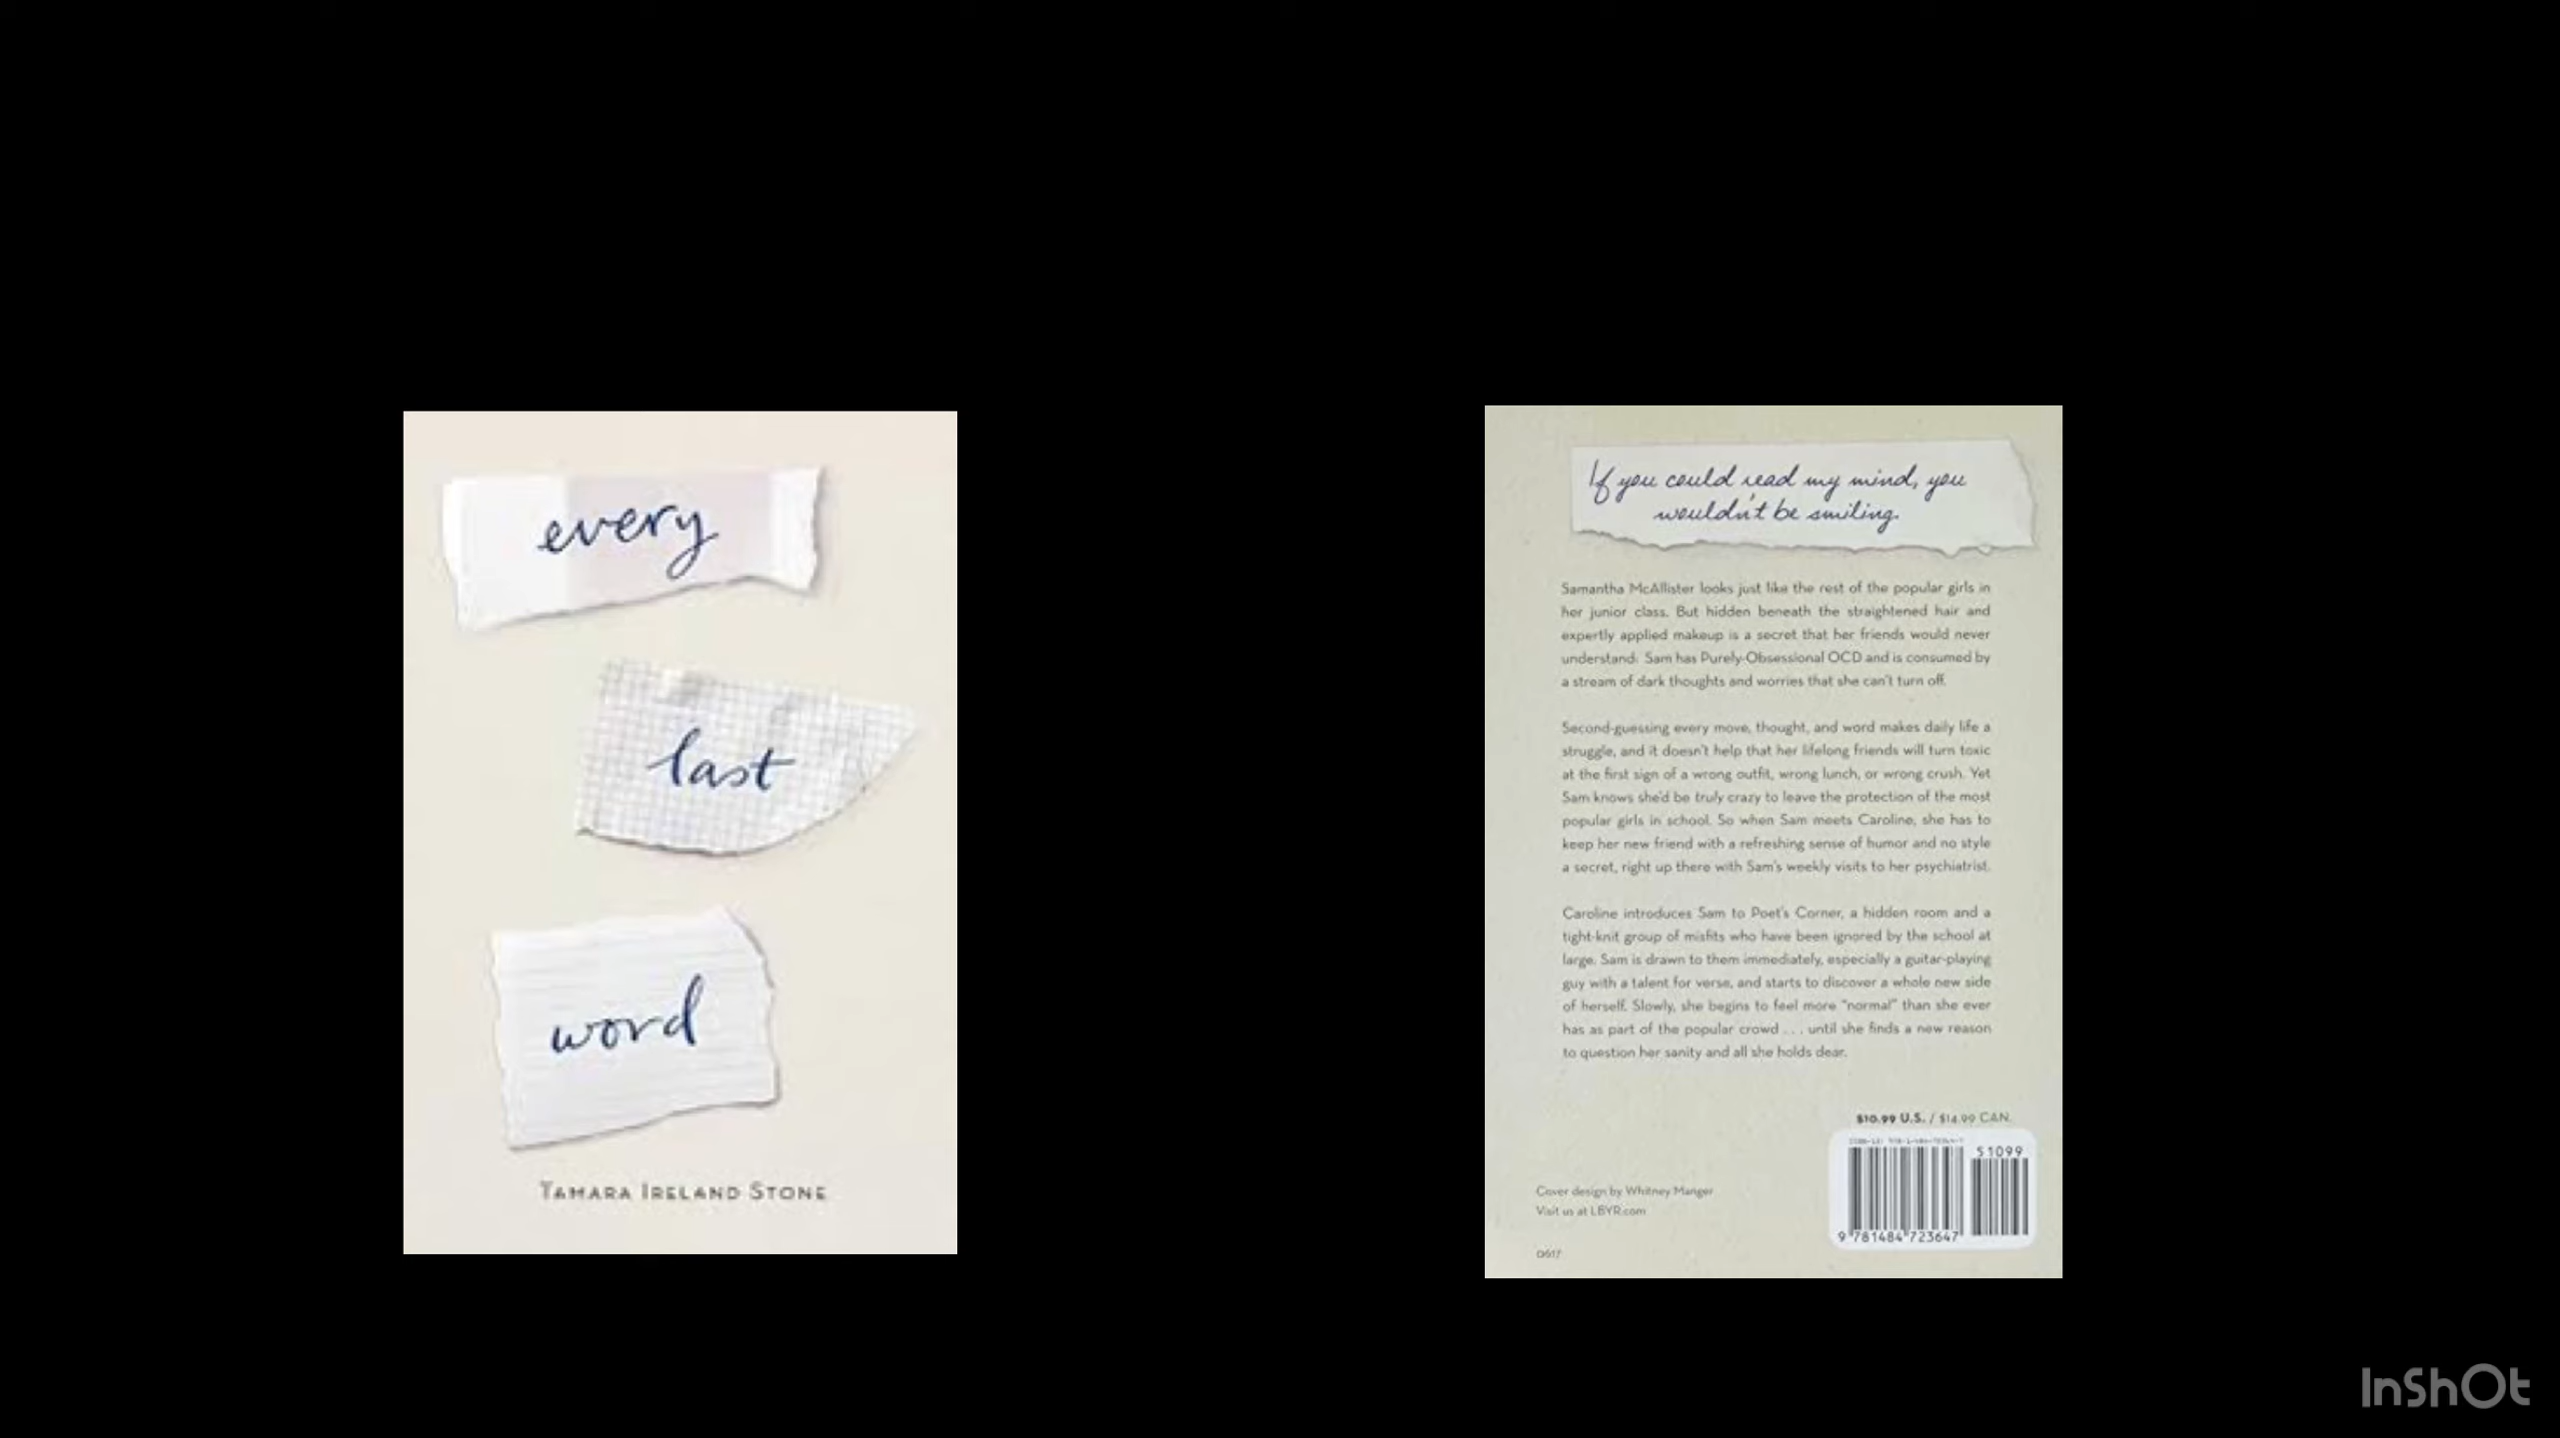 every
last
word
TAMARA IRELAND STONE
If you could read my mind, you
wouldn't be smiling.
Samantha McAllister looks just like the rest of the popular girls in
her junior class. But hidden beneath the straightened hair and
expertly applied makeup is a secret that her friends would never
understand: Sam has Purely-Obsessional OCD and is consumed by
a stream of dark thoughts and worries that she can't turn off.
Second-guessing every move, thought, and word makes daily life a
struggle, and it doesn't help that her lifelong friends will turn toxic
at the first sign of a wrong outfit, wrong lunch, or wrong crush. Yet
Sam knows she'd be truly crazy to leave the protection of the most
popular girls in school. So when Sam meets Caroline, she has to
keep her new friend with a refreshing sense of humor and no style
a secret, right up there with Sam's weekly visits to her psychiatrist.
Caroline introduces Sam to Poet's Corner, a hidden room and a
tight-knit group of misfits who have been ignored by the school at
large. Sam is drawn to them immediately, especially a guitar-playing
guy with a talent for verse, and starts to discover a whole new side
of herself. Slowly, she begins to feel more "normal" than she ever
has as part of the popular crowd . . . until she finds a new reason
to question her sanity and all she holds dear.
$10.99 U.S. / $14.99 CAN.
51099
9 781484 723647
Cover design by Whitney Manger
Visit us at LBYR.com
0617
InShOt